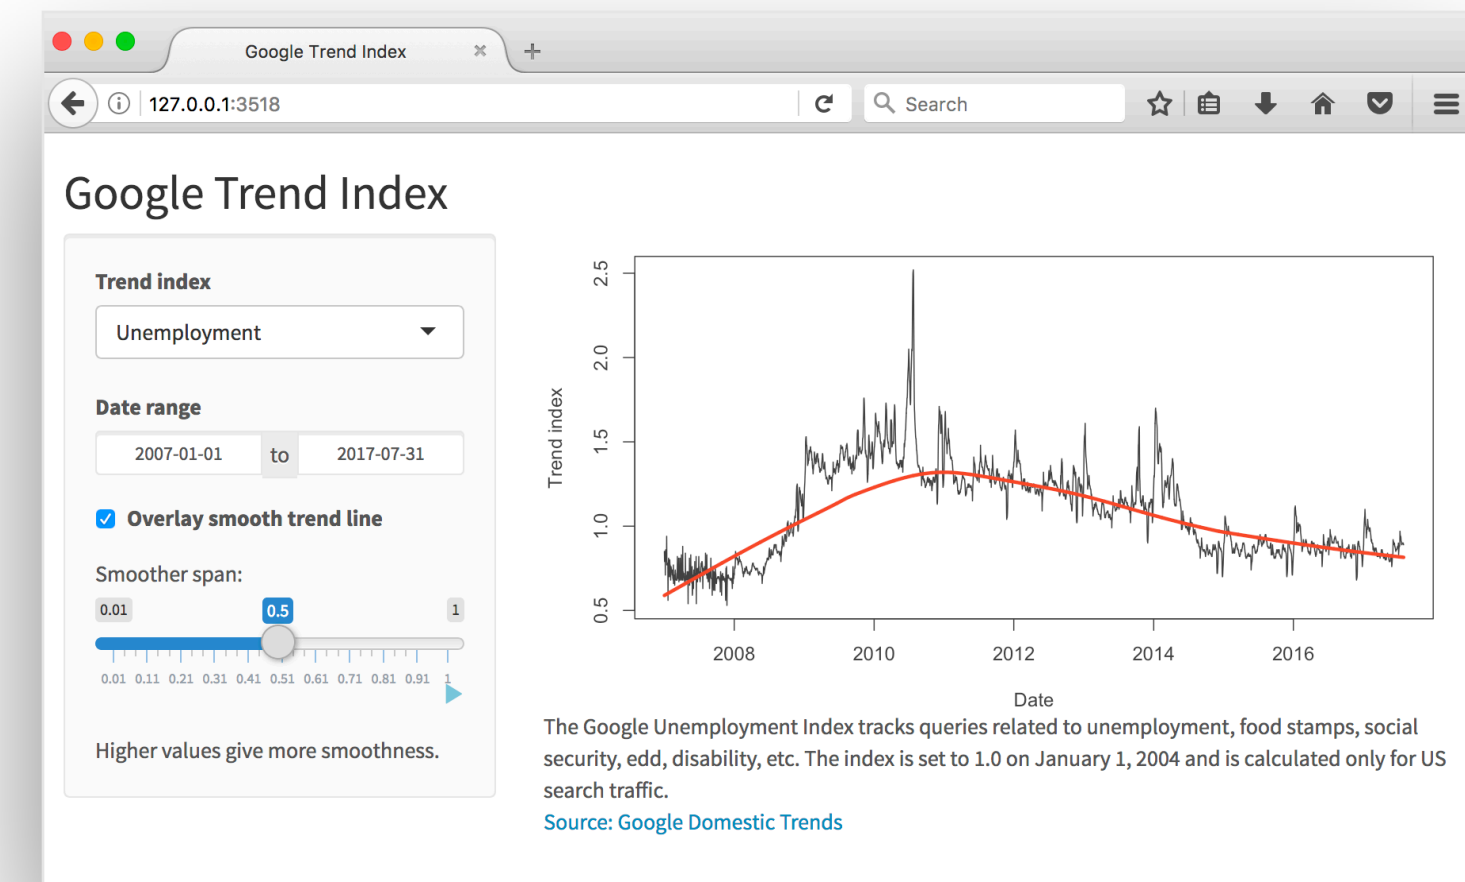 Google Trend Index
127.0.0.1:3518
Search
Google Trend Index
Trend index
Unemployment
Date range
2007-01-01 to 2017-07-31
Overlay smooth trend line
Smoother span:
0.01 0.5 1
0.01 0.11 0.21 0.31 0.41 0.51 0.61 0.71 0.81 0.91 1
Higher values give more smoothness.
Trend index
2.5
2.0
1.5
1.0
0.5
2008 2010 2012 2014 2016
Date
The Google Unemployment Index tracks queries related to unemployment, food stamps, social
security, edd, disability, etc. The index is set to 1.0 on January 1, 2004 and is calculated only for US
search traffic.
Source: Google Domestic Trends